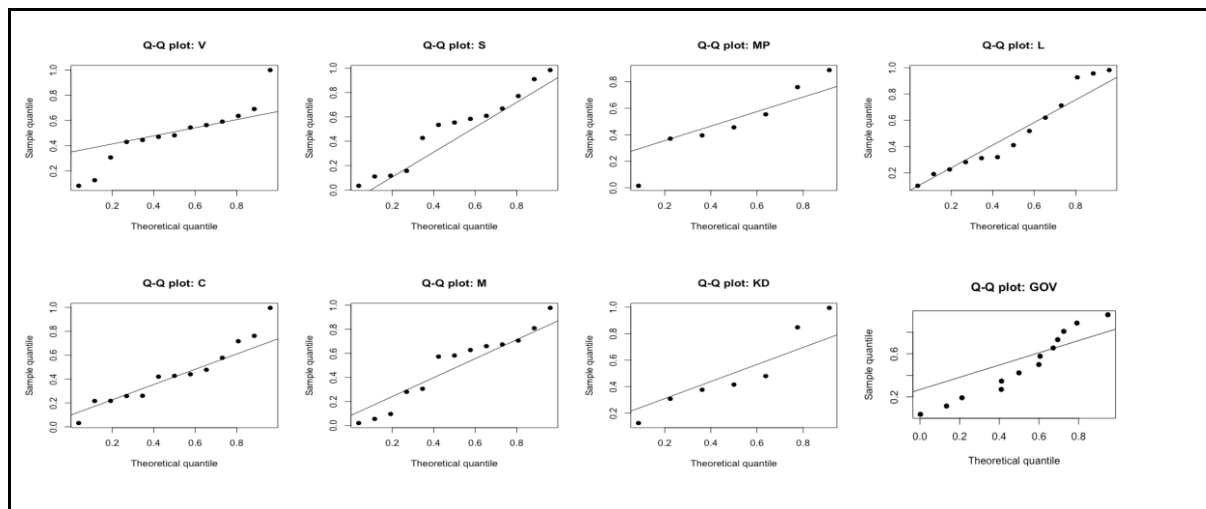 Q-Q plot: V
Sample quantile
0.2 0.4 0.6 0.8 1.0
0.2 0.4 0.6 0.8
Theoretical quantile
Q-Q plot: S
Sample quantile
0.0 0.2 0.4 0.6 0.8 1.0
0.2 0.4 0.6 0.8
Theoretical quantile
Q-Q plot: MP
Sample quantile
0.0 0.2 0.4 0.6 0.8
0.2 0.4 0.6 0.8
Theoretical quantile
Q-Q plot: L
Sample quantile
0.2 0.4 0.6 0.8 1.0
0.2 0.4 0.6 0.8
Theoretical quantile
Q-Q plot: C
Sample quantile
0.0 0.2 0.4 0.6 0.8 1.0
0.2 0.4 0.6 0.8
Theoretical quantile
Q-Q plot: M
Sample quantile
0.0 0.2 0.4 0.6 0.8 1.0
0.2 0.4 0.6 0.8
Theoretical quantile
Q-Q plot: KD
Sample quantile
0.2 0.4 0.6 0.8 1.0
0.2 0.4 0.6 0.8
Theoretical quantile
Q-Q plot: GOV
Sample quantile
0.2 0.6
0.0 0.2 0.4 0.6 0.8
Theoretical quantile